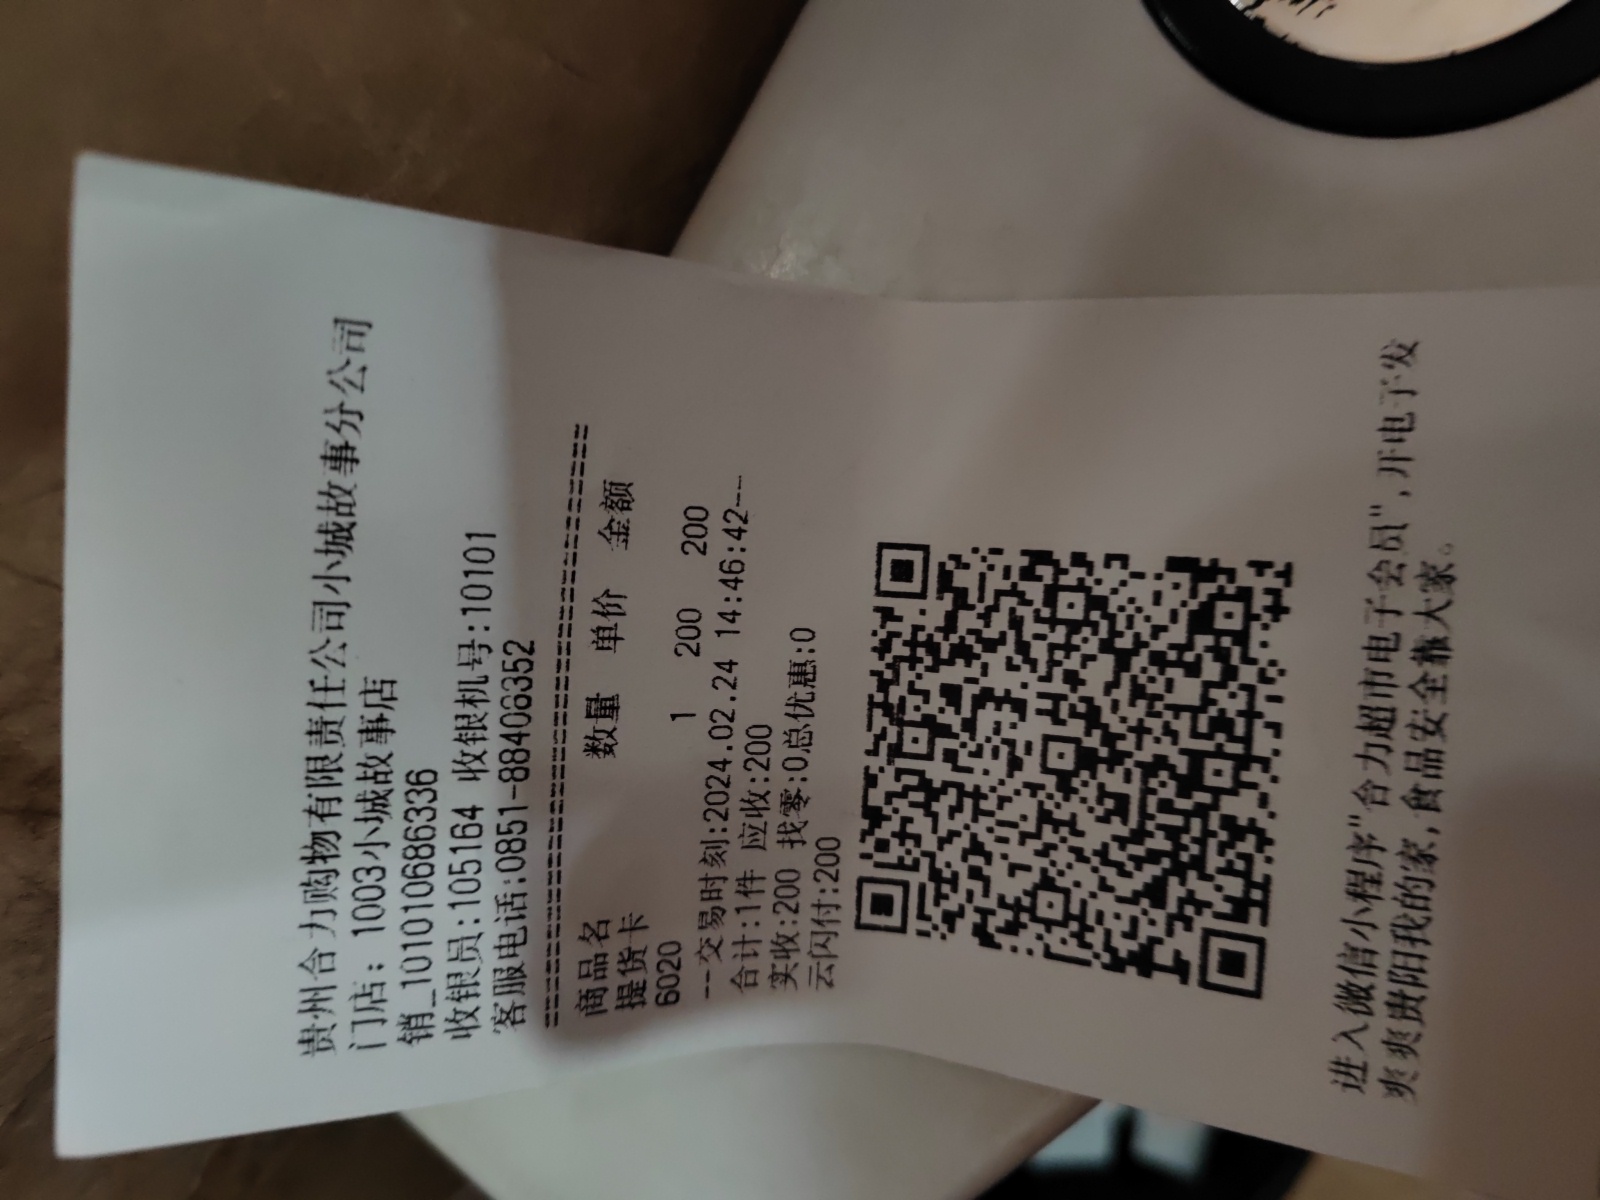 贵州合力购物有限责任公司小城故事分公司
门店: 1003小城故事店
销_101010686336
收银员:105164 收银机号:10101
客服电话:0851-88408352
商品名 数量 单价 金额
提货卡
6020 1 200 200
--交易时刻:2024.02.24 14:46:42--
合计:1件 应收:200
实收:200 找零:0总优惠:0
云闪付:200
进入微信小程序"合力超市电子会员",开电子发
爽爽贵阳我的家,食品安全靠大家。